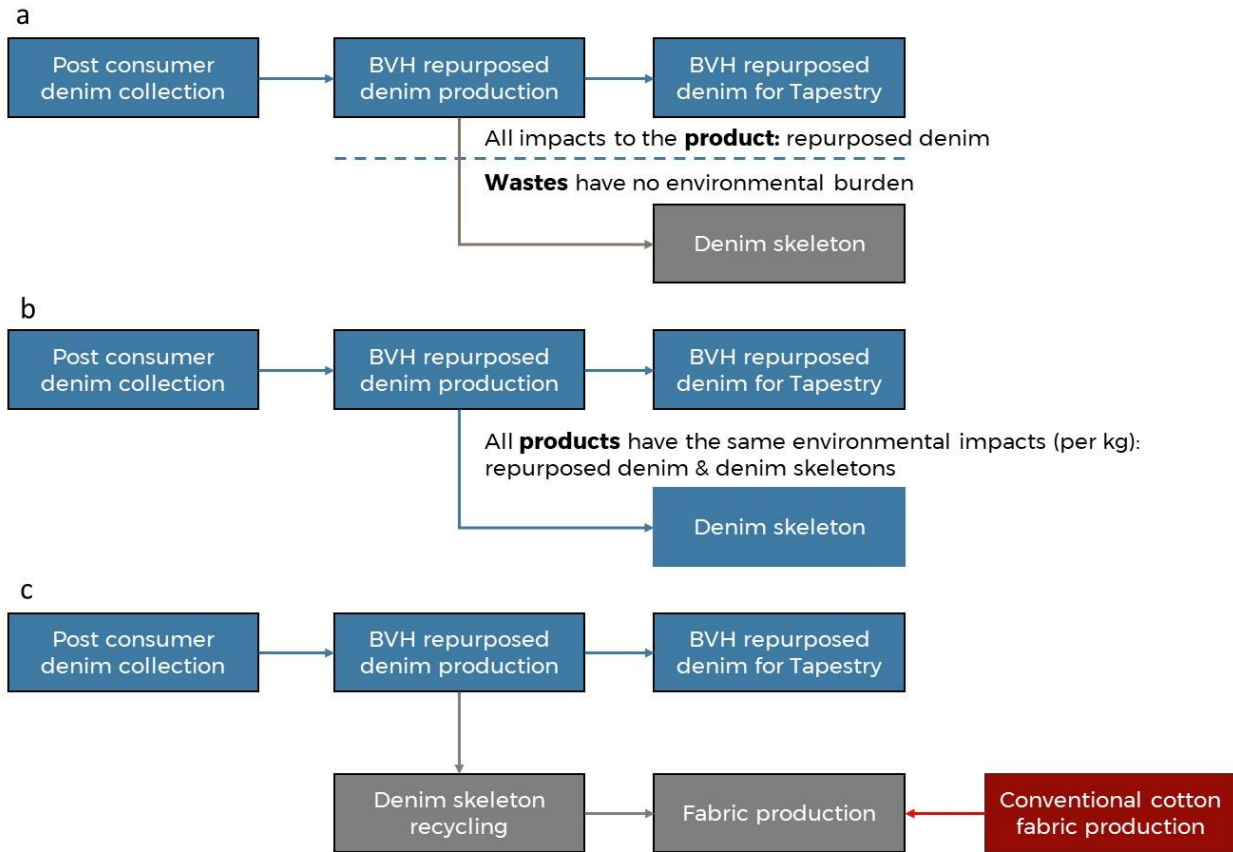 a
Post consumer
denim collection
BVH repurposed
denim production
BVH repurposed
denim for Tapestry
All impacts to the product: repurposed denim
Wastes have no environmental burden
Denim skeleton
b
Post consumer
denim collection
BVH repurposed
denim production
BVH repurposed
denim for Tapestry
All products have the same environmental impacts (per kg):
repurposed denim & denim skeletons
Denim skeleton
c
Post consumer
denim collection
BVH repurposed
denim production
BVH repurposed
denim for Tapestry
Denim skeleton
recycling
Fabric production
Conventional cotton
fabric production